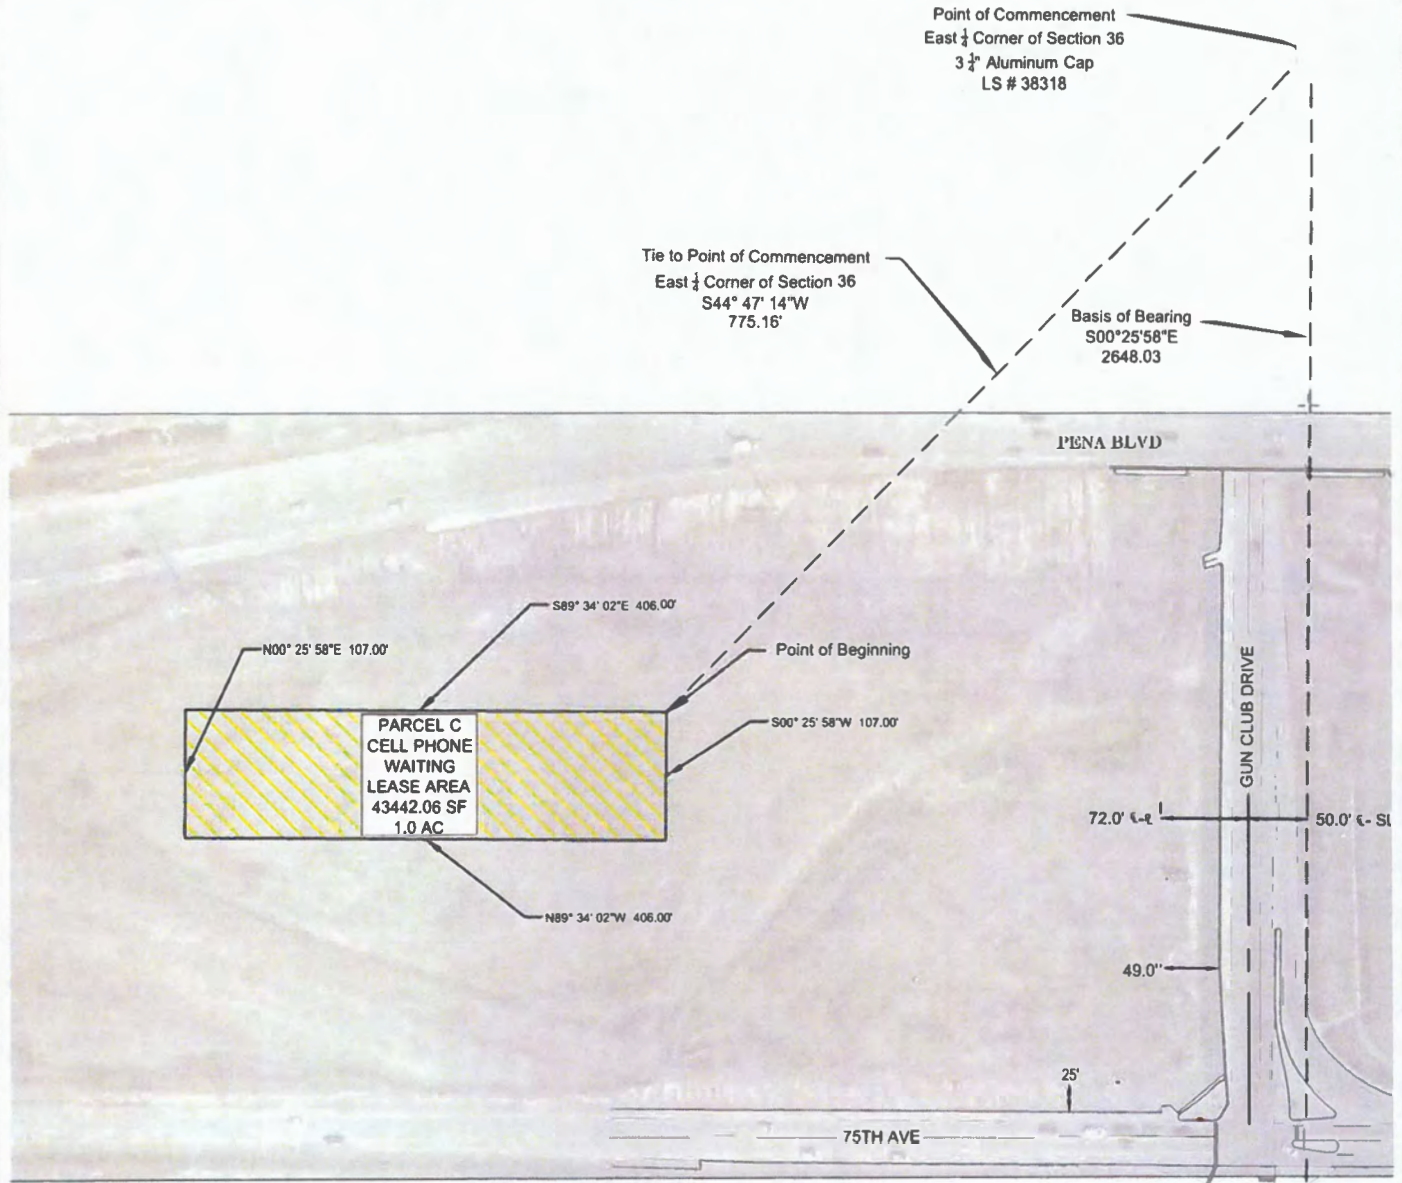 Point of Commencement
East 1/4 Corner of Section 36
3 1/4" Aluminum Cap
LS # 38318
Tie to Point of Commencement
East 1/4 Corner of Section 36
S44° 47' 14"W
775.16'
Basis of Bearing
S00°25'58"E
2648.03
PENA BLVD
S89° 34' 02"E 406.00'
N00° 25' 58"E 107.00'
Point of Beginning
S00° 25' 58"W 107.00'
PARCEL C
CELL PHONE
WAITING
LEASE AREA
43442.06 SF
1.0 AC
GUN CLUB DRIVE
72.0' ℄-
50.0' ℄- SL
N89° 34' 02"W 406.00'
49.0"
25'
75TH AVE